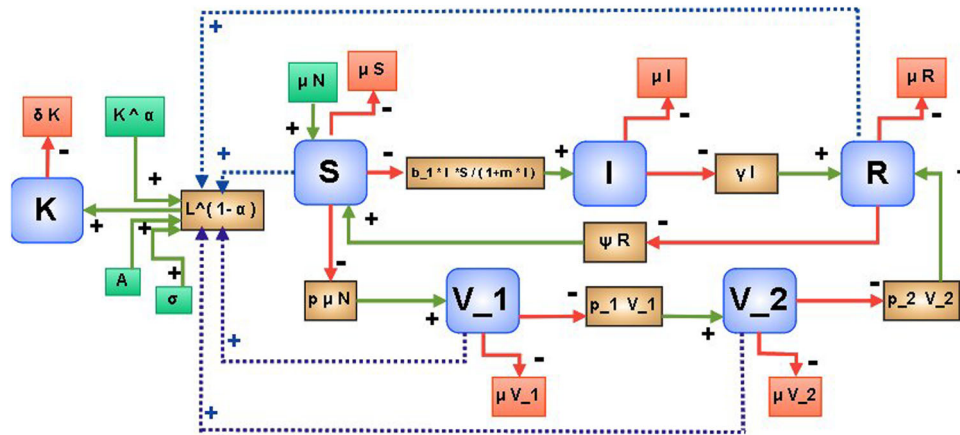 +
+
μ N
μ S
μ I
μ R
δ K
K ^ α
-
-
-
+
-
+
+
S
-
b_1 * I * S / ( 1 + m * I )
+
I
-
γ I
+
R
+
K
+
L ^ ( 1 - α )
+
ψ R
-
+
A
+
σ
-
p μ N
+
V_1
-
p_1 V_1
+
V_2
-
p_2 V_2
+
-
-
μ V_1
μ V_2
+